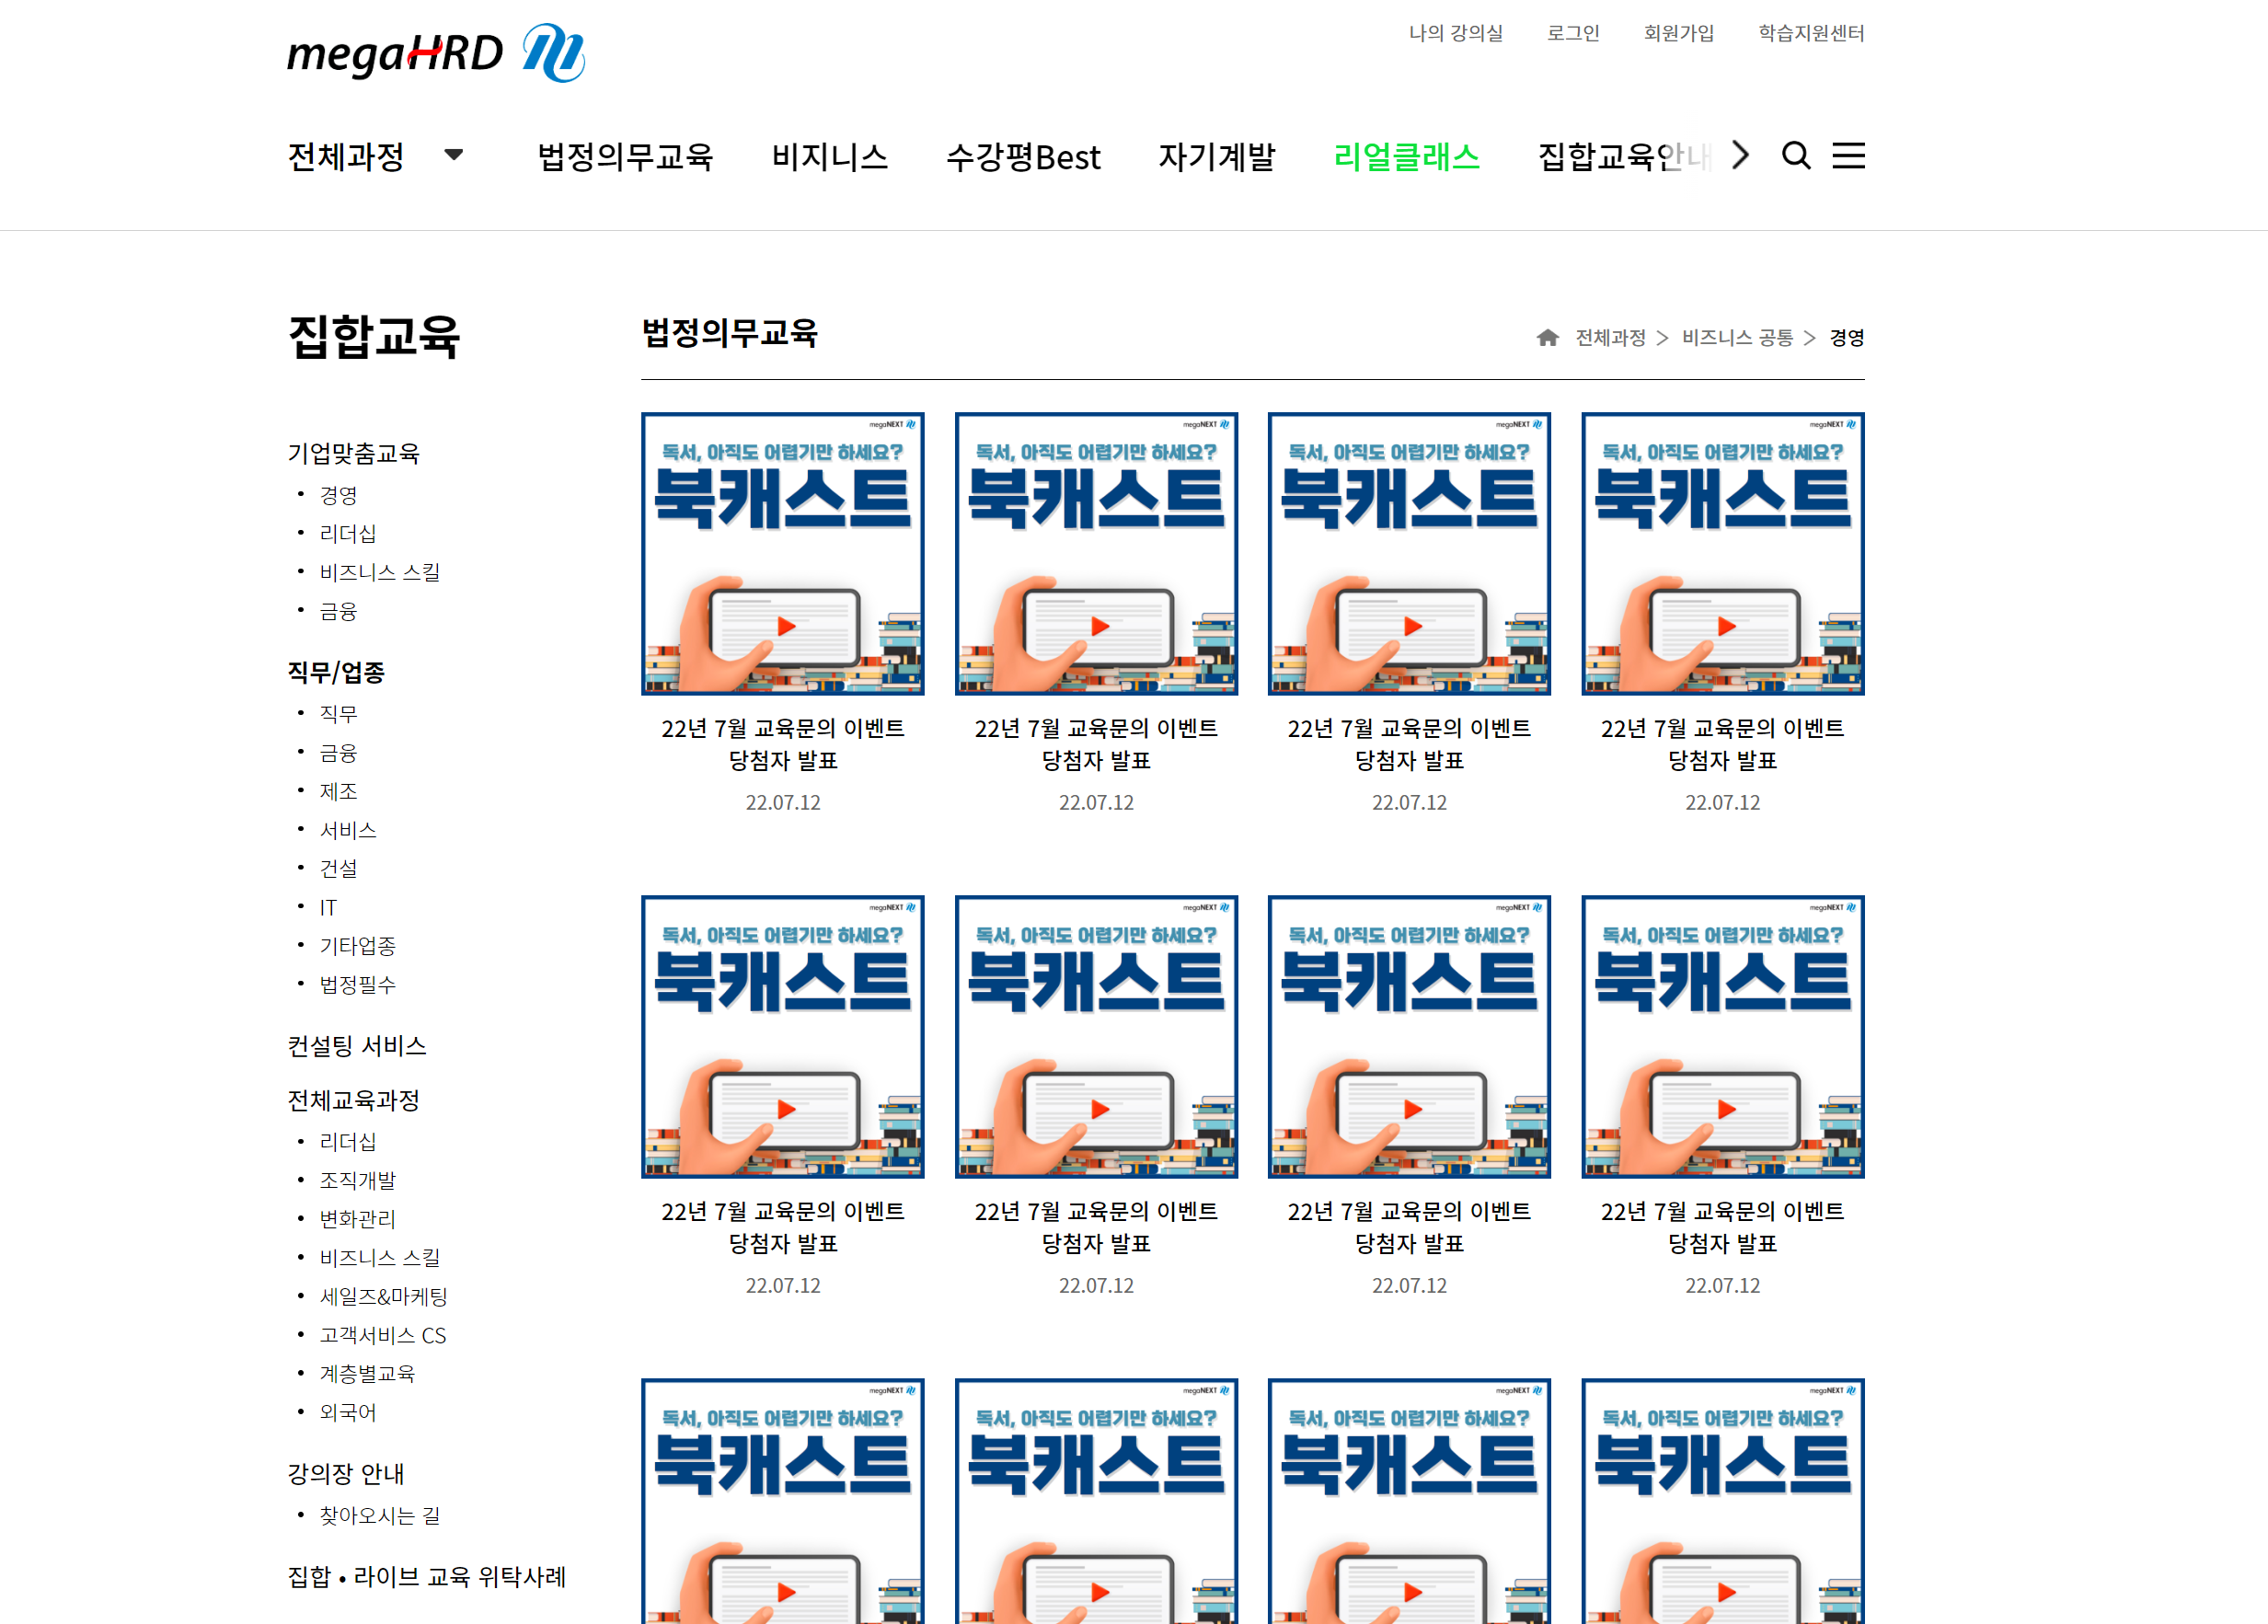 megaHRD
나의 강의실 로그인 회원가입 학습지원센터
전체과정 법정의무교육 비지니스 수강평Best 자기계발 리얼클래스 집합교육안내
집합교육
기업맞춤교육
• 경영
• 리더십
• 비즈니스 스킬
• 금융
직무/업종
• 직무
• 금융
• 제조
• 서비스
• 건설
• IT
• 기타업종
• 법정필수
컨설팅 서비스
전체교육과정
• 리더십
• 조직개발
• 변화관리
• 비즈니스 스킬
• 세일즈&마케팅
• 고객서비스 CS
• 계층별교육
• 외국어
강의장 안내
• 찾아오시는 길
집합 • 라이브 교육 위탁사례
법정의무교육
전체과정 > 비즈니스 공통 > 경영
megaNEXT megaNEXT megaNEXT megaNEXT
독서, 아직도 어렵기만 하세요? 독서, 아직도 어렵기만 하세요? 독서, 아직도 어렵기만 하세요? 독서, 아직도 어렵기만 하세요?
북캐스트 북캐스트 북캐스트 북캐스트
22년 7월 교육문의 이벤트 22년 7월 교육문의 이벤트 22년 7월 교육문의 이벤트 22년 7월 교육문의 이벤트
당첨자 발표 당첨자 발표 당첨자 발표 당첨자 발표
22.07.12 22.07.12 22.07.12 22.07.12
megaNEXT megaNEXT megaNEXT megaNEXT
독서, 아직도 어렵기만 하세요? 독서, 아직도 어렵기만 하세요? 독서, 아직도 어렵기만 하세요? 독서, 아직도 어렵기만 하세요?
북캐스트 북캐스트 북캐스트 북캐스트
22년 7월 교육문의 이벤트 22년 7월 교육문의 이벤트 22년 7월 교육문의 이벤트 22년 7월 교육문의 이벤트
당첨자 발표 당첨자 발표 당첨자 발표 당첨자 발표
22.07.12 22.07.12 22.07.12 22.07.12
megaNEXT megaNEXT megaNEXT megaNEXT
독서, 아직도 어렵기만 하세요? 독서, 아직도 어렵기만 하세요? 독서, 아직도 어렵기만 하세요? 독서, 아직도 어렵기만 하세요?
북캐스트 북캐스트 북캐스트 북캐스트